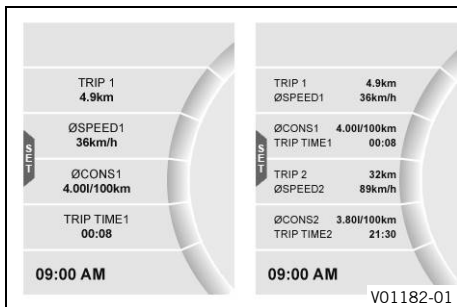 TRIP 1
4.9km
ØSPEED1
36km/h
SET
ØCONS1
4.00l/100km
TRIP TIME1
00:08
09:00 AM
TRIP 1 4.9km
ØSPEED1 36km/h
ØCONS1 4.00l/100km
TRIP TIME1 00:08
SET
TRIP 2 32km
ØSPEED2 89km/h
ØCONS2 3.80l/100km
TRIP TIME2 21:30
09:00 AM
V01182-01